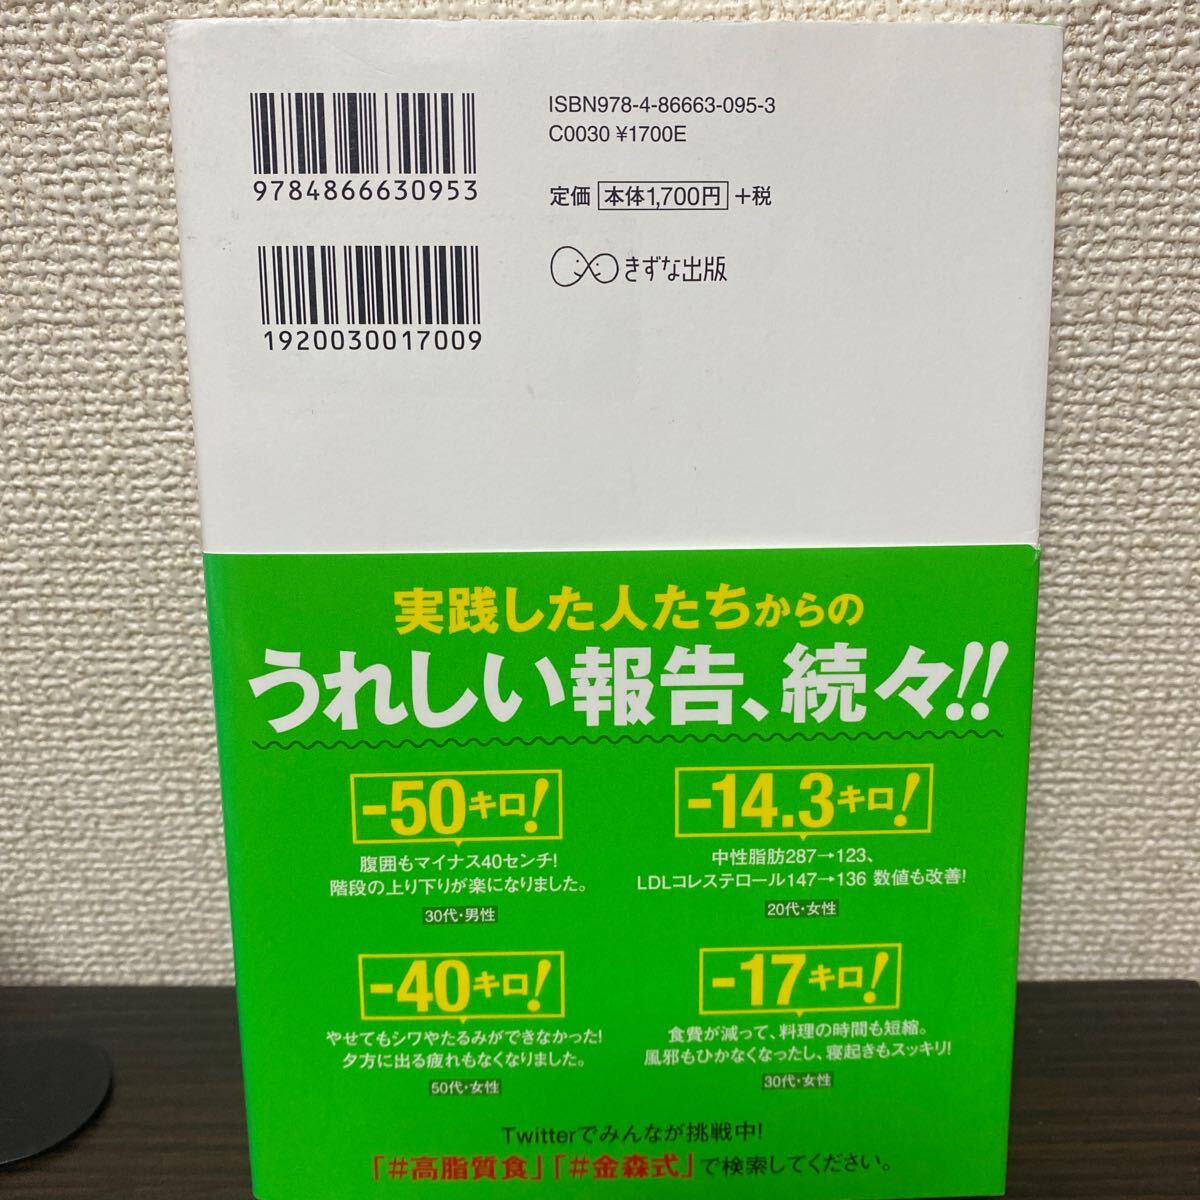 ISBN978-4-86663-095-3
C0030 ¥1700E
9784866630953
定価 本体1,700円 +税
きずな出版
1920030017009
実践した人たちからの
うれしい報告、続々!!
-50キロ!
腹囲もマイナス40センチ!
階段の上り下りが楽になりました。
30代・男性
-14.3キロ!
中性脂肪287→123、
LDLコレステロール147→136 数値も改善!
20代・女性
-40キロ!
やせてもシワやたるみができなかった!
夕方に出る疲れもなくなりました。
50代・女性
-17キロ!
食費が減って、料理の時間も短縮。
風邪もひかなくなったし、寝起きもスッキリ!
30代・女性
Twitterでみんなが挑戦中!
「#高脂質食」「#金森式」で検索してください。